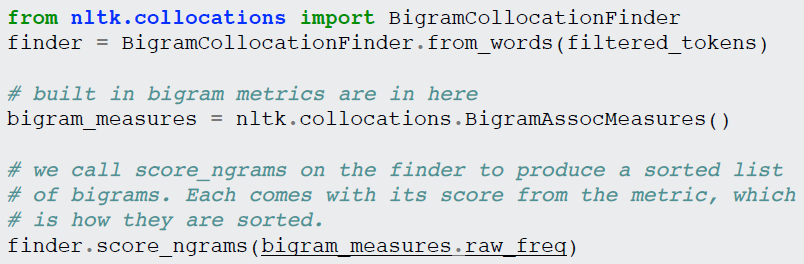 from nltk.collocations import BigramCollocationFinder
finder = BigramCollocationFinder.from_words(filtered_tokens)
# built in bigram metrics are in here
bigram_measures = nltk.collocations.BigramAssocMeasures()
# we call score_ngrams on the finder to produce a sorted list
# of bigrams. Each comes with its score from the metric, which
# is how they are sorted.
finder.score_ngrams(bigram_measures.raw_freq)